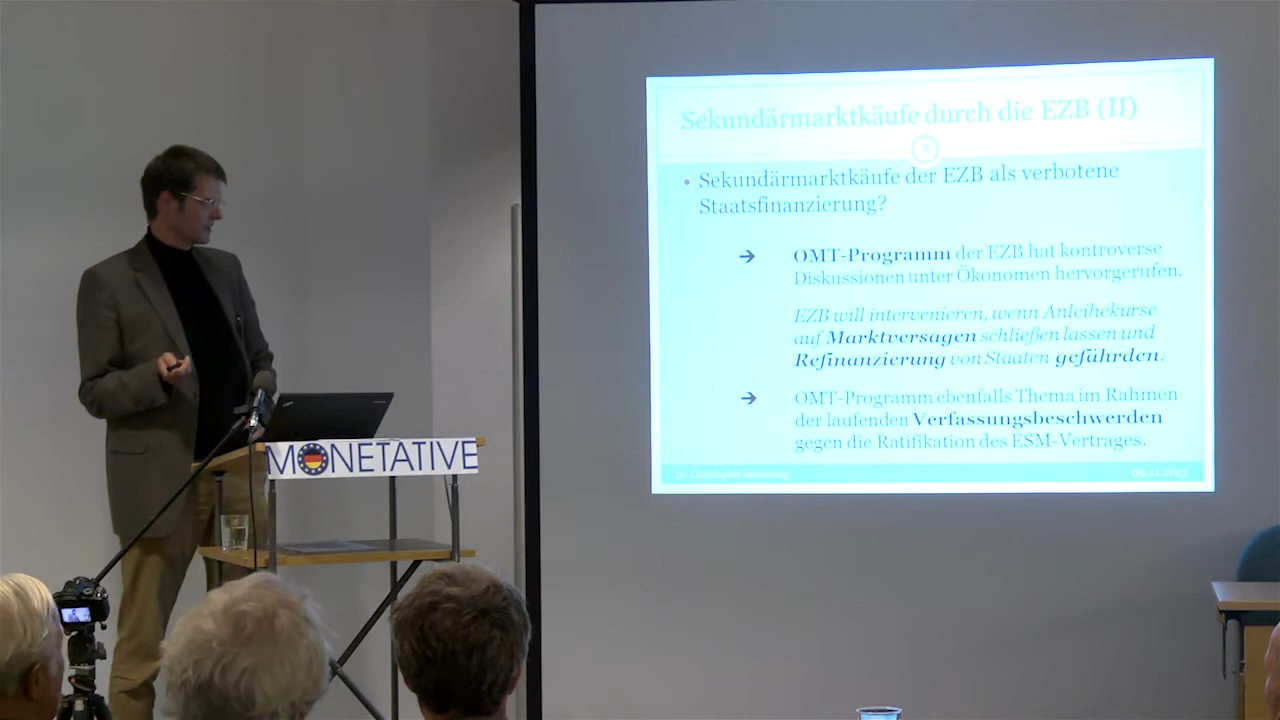 Sekundärmarktkäufe durch die EZB (II)
• Sekundärmarktkäufe der EZB als verbotene
Staatsfinanzierung?
➔ OMT-Programm der EZB hat kontroverse
Diskussionen unter Ökonomen hervorgerufen.
EZB will intervenieren, wenn Anleihekurse
auf Marktversagen schließen lassen und
Refinanzierung von Staaten gefährden.
➔ OMT-Programm ebenfalls Thema im Rahmen
der laufenden Verfassungsbeschwerden
gegen die Ratifikation des ESM-Vertrages.
MONETATIVE